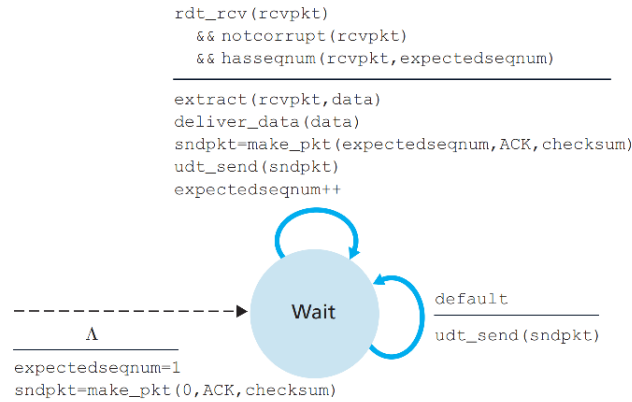 rdt_rcv(rcvpkt)
&& notcorrupt(rcvpkt)
&& hasseqnum(rcvpkt,expectedseqnum)
extract(rcvpkt,data)
deliver_data(data)
sndpkt=make_pkt(expectedseqnum,ACK,checksum)
udt_send(sndpkt)
expectedseqnum++
Wait
default
udt_send(sndpkt)
Λ
expectedseqnum=1
sndpkt=make_pkt(0,ACK,checksum)